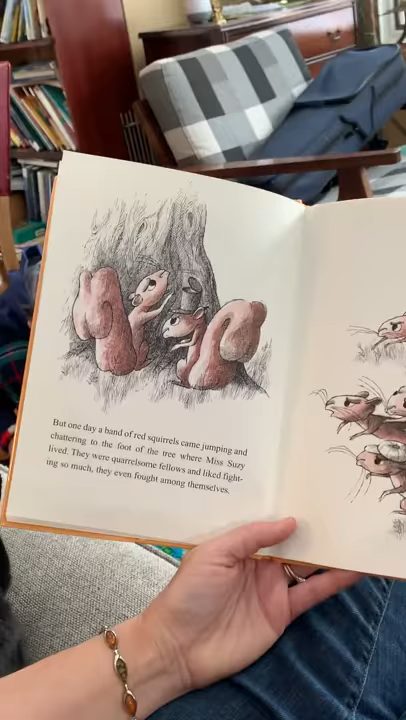 But one day a band of red squirrels came jumping and
chattering to the foot of the tree where Miss Suzy
lived. They were quarrelsome fellows and liked fight-
ing so much, they even fought among themselves.